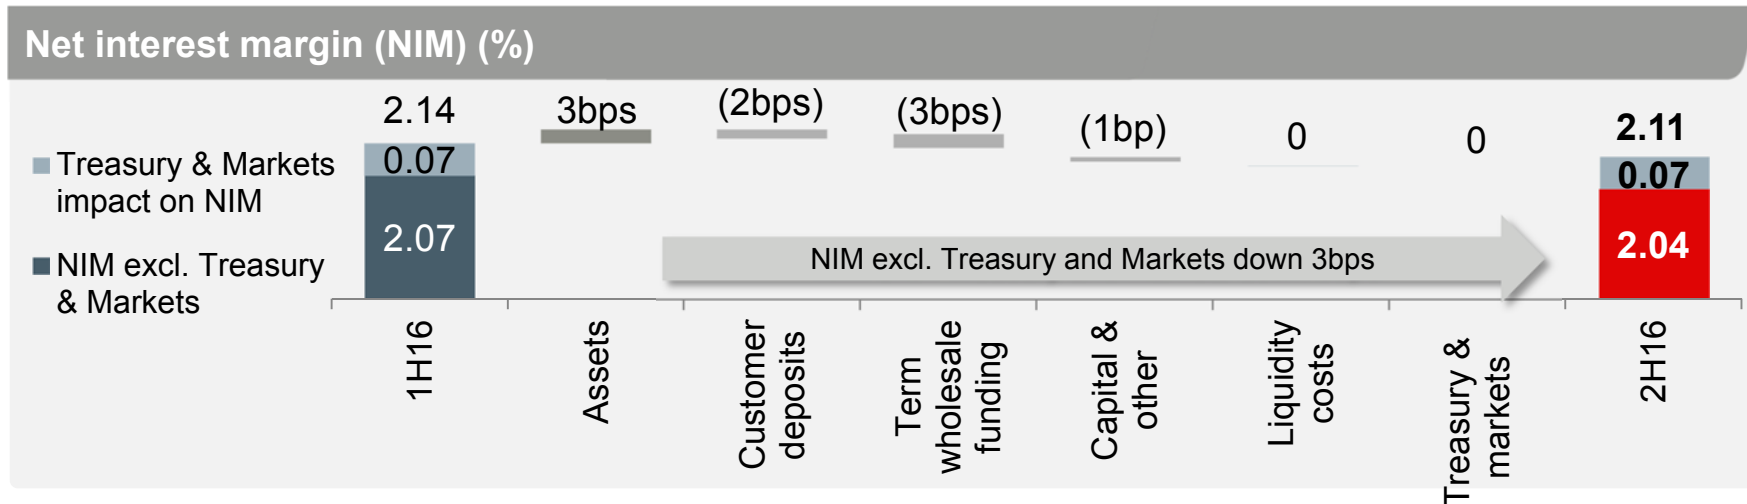 Net interest margin (NIM) (%)
2.14
3bps
(2bps)
(3bps)
(1bp)
0
0
2.11
Treasury & Markets
impact on NIM
0.07
0.07
NIM excl. Treasury
& Markets
2.07
NIM excl. Treasury and Markets down 3bps
2.04
1H16
Assets
Customer
deposits
Term
wholesale
funding
Capital &
other
Liquidity
costs
Treasury &
markets
2H16